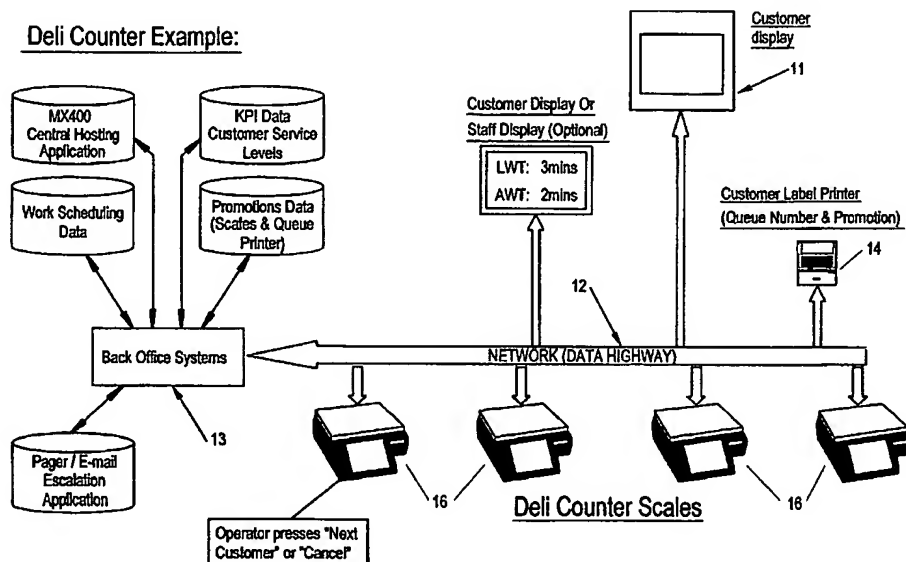 Deli Counter Example:
MX400
Central Hosting
Application
KPI Data
Customer Service
Levels
Work Scheduling
Data
Promotions Data
(Scales & Queue
Printer)
Back Office Systems
13
Pager / E-mail
Escalation
Application
Customer Display Or
Staff Display (Optional)
LWT: 3mins
AWT: 2mins
Customer
display
11
Customer Label Printer
(Queue Number & Promotion)
14
12
NETWORK (DATA HIGHWAY)
16
16
Deli Counter Scales
Operator presses "Next
Customer" or "Cancel"